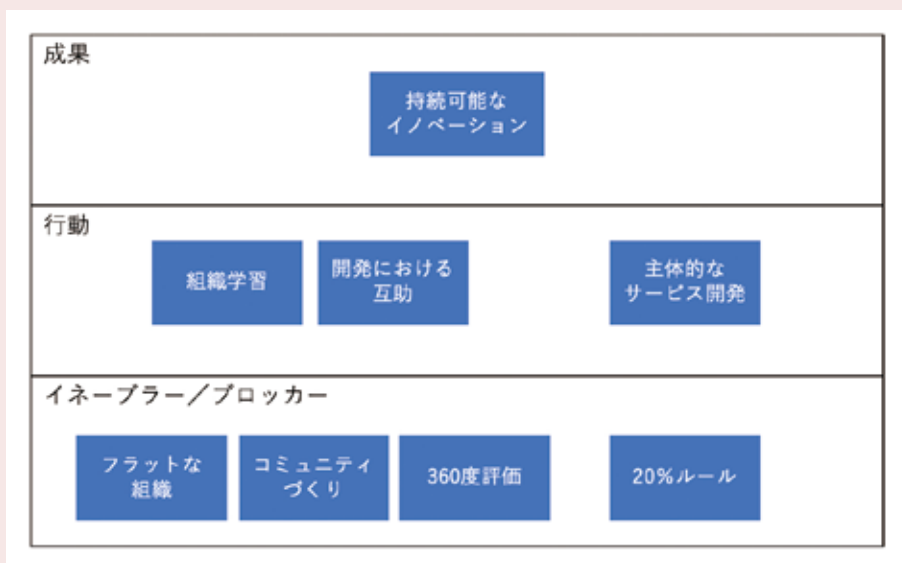 成果
持続可能な
イノベーション
行動
組織学習
開発における
互助
主体的な
サービス開発
イネーブラー／ブロッカー
フラットな
組織
コミュニティ
づくり
360度評価
20%ルール